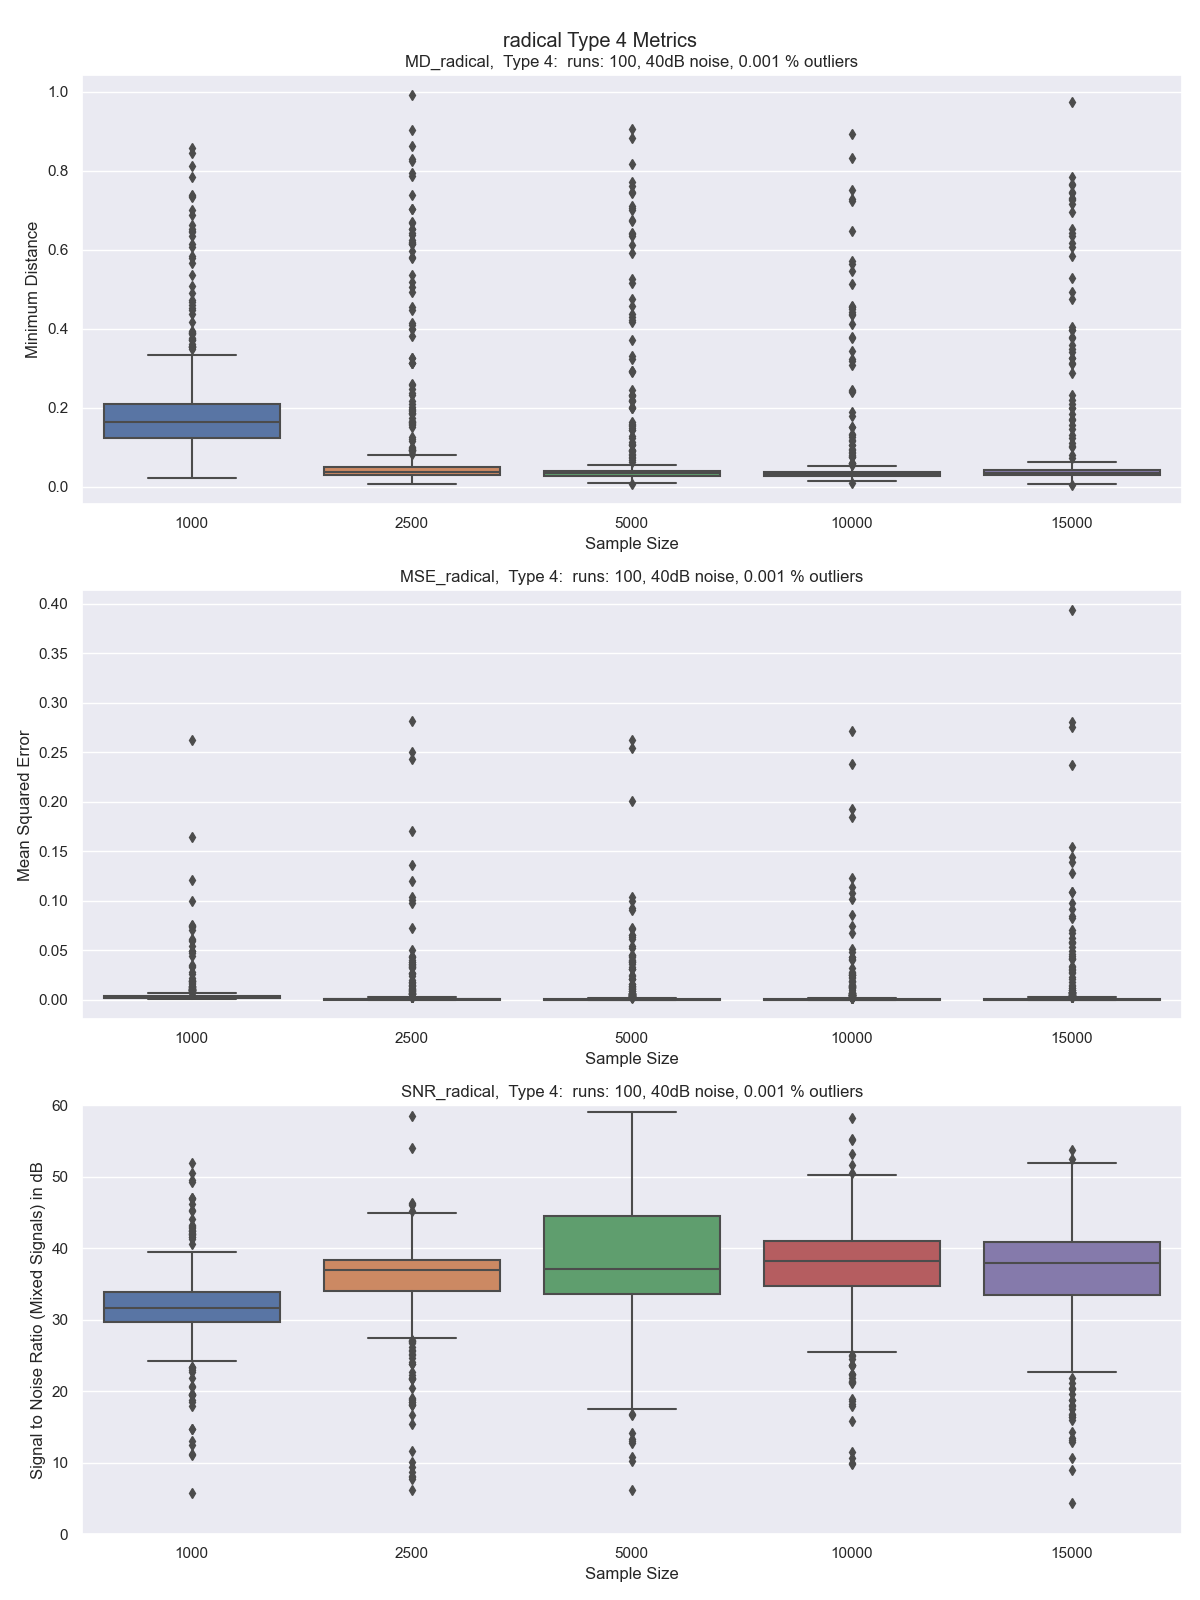 radical Type 4 Metrics
MD_radical,  Type 4:  runs: 100, 40dB noise, 0.001 % outliers
1.0
0.8
0.6
0.4
0.2
0.0
Minimum Distance
1000 2500 5000 10000 15000
Sample Size
MSE_radical,  Type 4:  runs: 100, 40dB noise, 0.001 % outliers
0.40
0.35
0.30
0.25
0.20
0.15
0.10
0.05
0.00
Mean Squared Error
1000 2500 5000 10000 15000
Sample Size
SNR_radical,  Type 4:  runs: 100, 40dB noise, 0.001 % outliers
60
50
40
30
20
10
0
Signal to Noise Ratio (Mixed Signals) in dB
1000 2500 5000 10000 15000
Sample Size